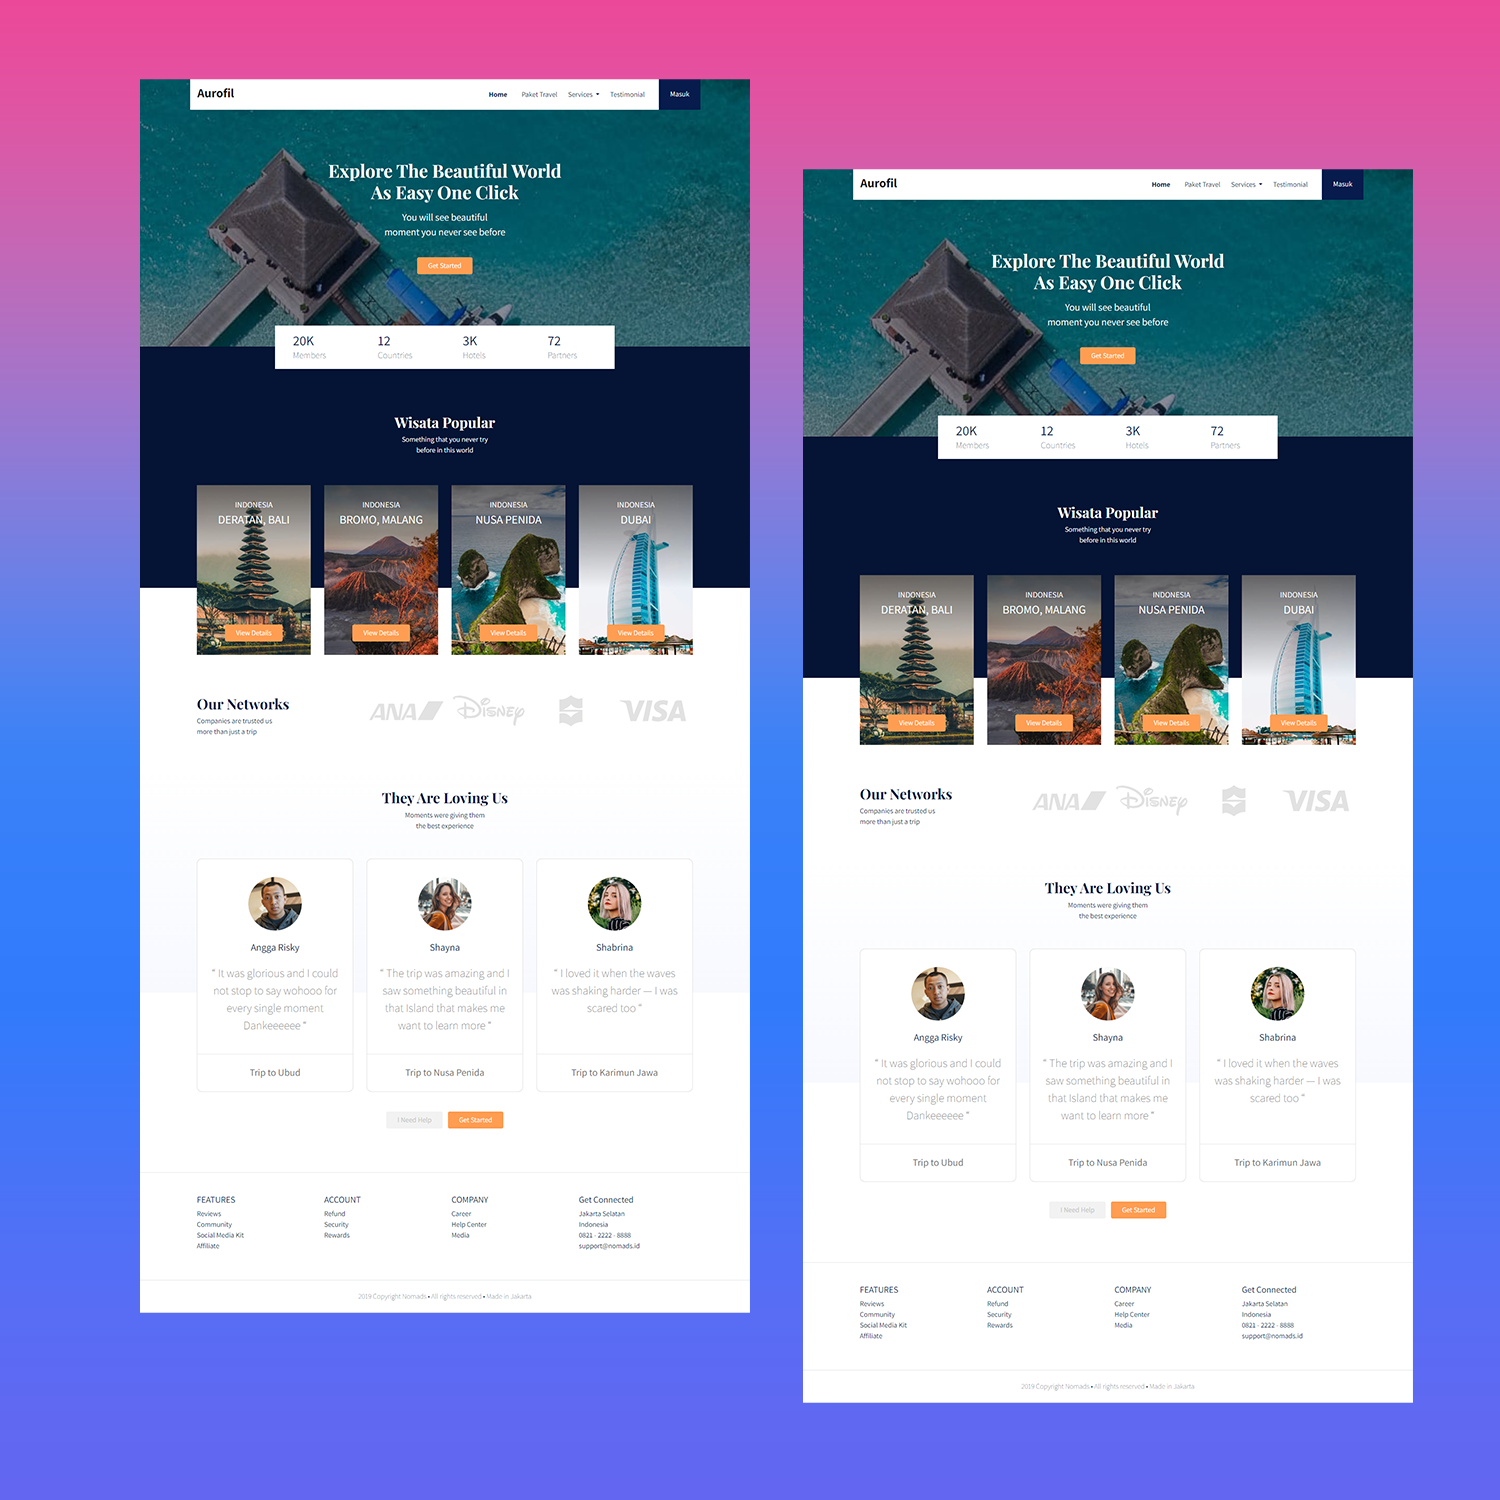 Aurofil
Home Paket Travel Services Testimonial Masuk
Explore The Beautiful World
As Easy One Click
You will see beautiful
moment you never see before
Get Started
20K 12 3K 72
Members Countries Hotels Partners
Wisata Popular
Something that you never try
before in this world
INDONESIA INDONESIA INDONESIA INDONESIA
DERATAN, BALI BROMO, MALANG NUSA PENIDA DUBAI
View Details View Details View Details View Details
Our Networks
Companies are trusted us
more than just a trip
ANA Disney VISA
They Are Loving Us
Moments were giving them
the best experience
Angga Risky
“ It was glorious and I could
not stop to say wohooo for
every single moment
Dankeeeeee “
Trip to Ubud
Shayna
“ The trip was amazing and I
saw something beautiful in
that Island that makes me
want to learn more “
Trip to Nusa Penida
Shabrina
“ I loved it when the waves
was shaking harder — I was
scared too “
Trip to Karimun Jawa
I Need Help Get Started
FEATURES
Reviews
Community
Social Media Kit
Affiliate
ACCOUNT
Refund
Security
Rewards
COMPANY
Career
Help Center
Media
Get Connected
Jakarta Selatan
Indonesia
0821 - 2222 - 8888
support@nomads.id
2019 Copyright Nomads • All rights reserved • Made in Jakarta
Aurofil
Home Paket Travel Services Testimonial Masuk
Explore The Beautiful World
As Easy One Click
You will see beautiful
moment you never see before
Get Started
20K 12 3K 72
Members Countries Hotels Partners
Wisata Popular
Something that you never try
before in this world
INDONESIA INDONESIA INDONESIA INDONESIA
DERATAN, BALI BROMO, MALANG NUSA PENIDA DUBAI
View Details View Details View Details View Details
Our Networks
Companies are trusted us
more than just a trip
ANA Disney VISA
They Are Loving Us
Moments were giving them
the best experience
Angga Risky
“ It was glorious and I could
not stop to say wohooo for
every single moment
Dankeeeeee “
Trip to Ubud
Shayna
“ The trip was amazing and I
saw something beautiful in
that Island that makes me
want to learn more “
Trip to Nusa Penida
Shabrina
“ I loved it when the waves
was shaking harder — I was
scared too “
Trip to Karimun Jawa
I Need Help Get Started
FEATURES
Reviews
Community
Social Media Kit
Affiliate
ACCOUNT
Refund
Security
Rewards
COMPANY
Career
Help Center
Media
Get Connected
Jakarta Selatan
Indonesia
0821 - 2222 - 8888
support@nomads.id
2019 Copyright Nomads • All rights reserved • Made in Jakarta